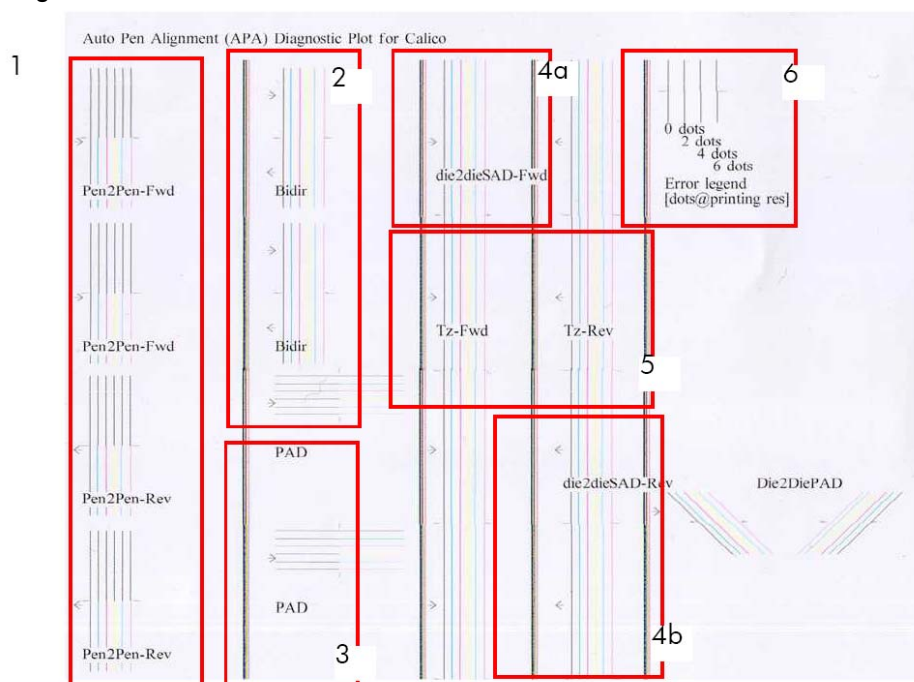 Auto Pen Alignment (APA) Diagnostic Plot for Calico
1
2
4a
6
0 dots
2 dots
4 dots
6 dots
Error legend
[dots@printing res]
Pen2Pen-Fwd
Bidir
die2dieSAD-Fwd
Pen2Pen-Fwd
Bidir
Tz-Fwd
Tz-Rev
5
PAD
Pen2Pen-Rev
die2dieSAD-Rev
Die2DiePAD
PAD
Pen2Pen-Rev
3
4b